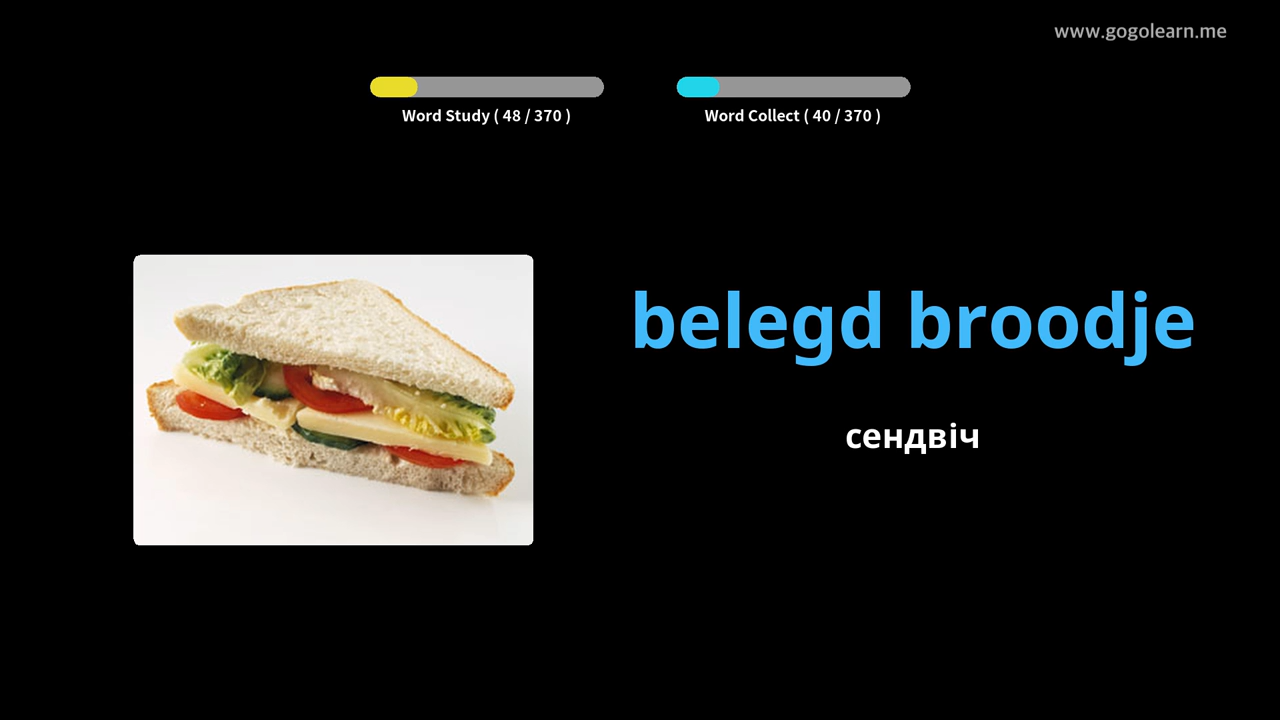 www.gogolearn.me
Word Study ( 48 / 370 )
Word Collect ( 40 / 370 )
belegd broodje
сендвіч